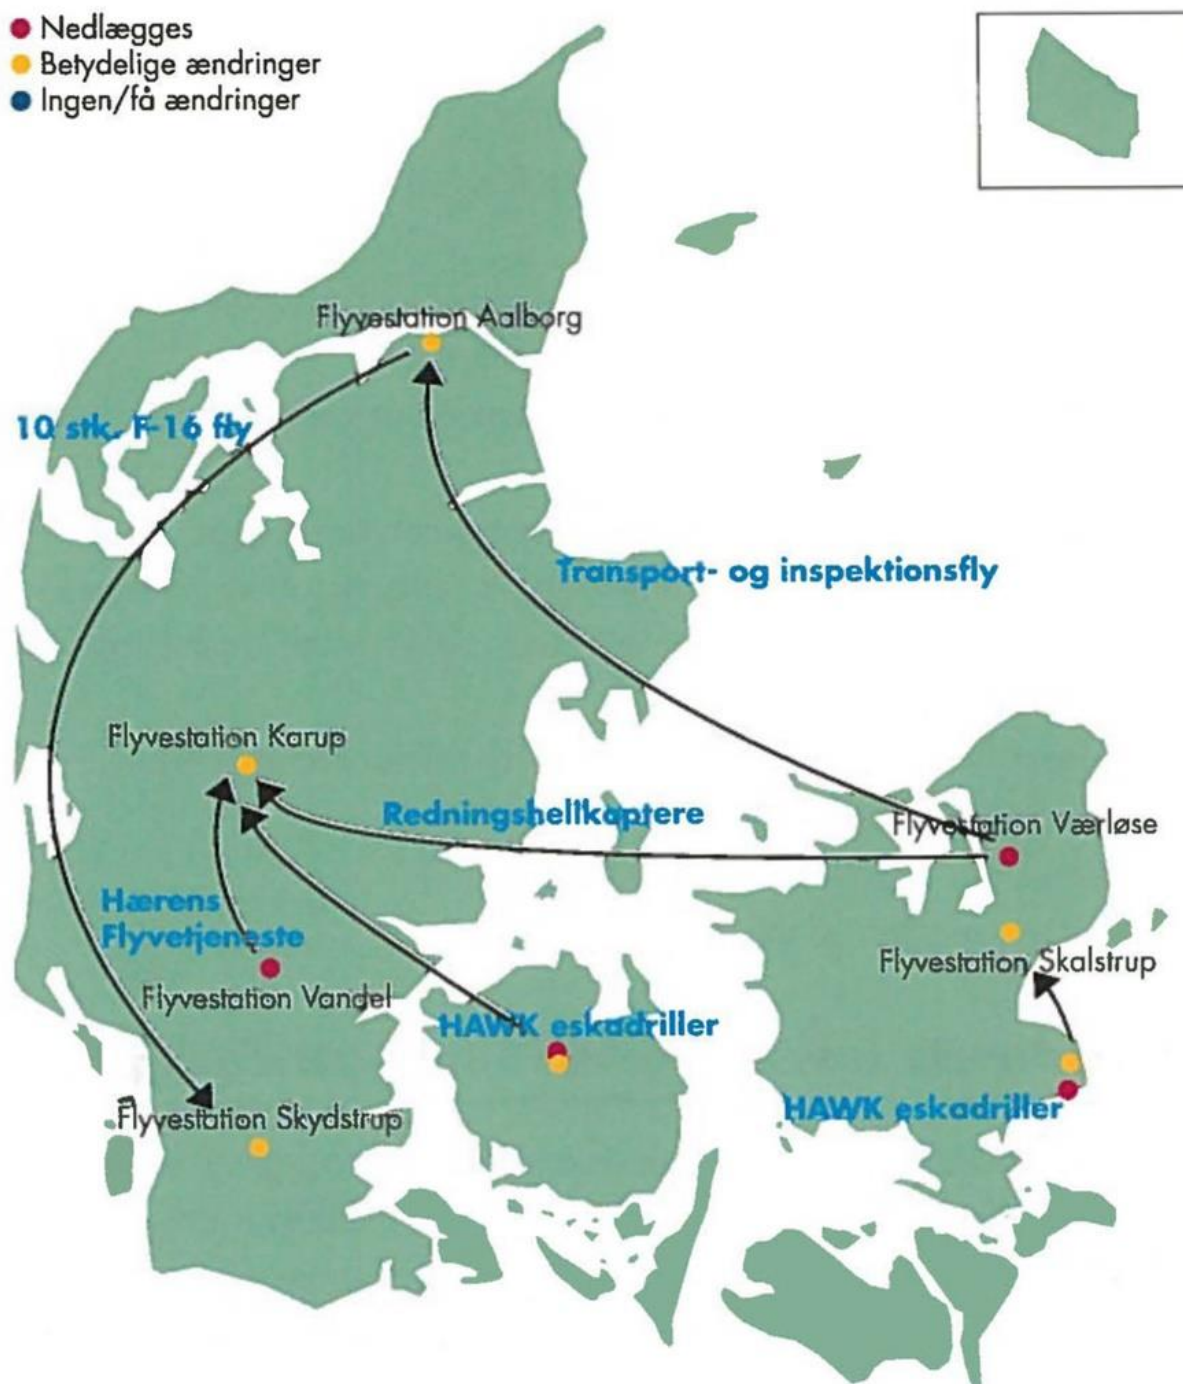 Nedlægges
Betydelige ændringer
Ingen/få ændringer
Flyvestation Aalborg
10 stk. F-16 fly
Transport- og inspektionsfly
Flyvestation Karup
Redningshelikoptere
Flyvestation Værløse
Hærens
Flyvetjeneste
Flyvestation Skalstrup
Flyvestation Vandel
HAWK eskadriller
HAWK eskadriller
Flyvestation Skydstrup